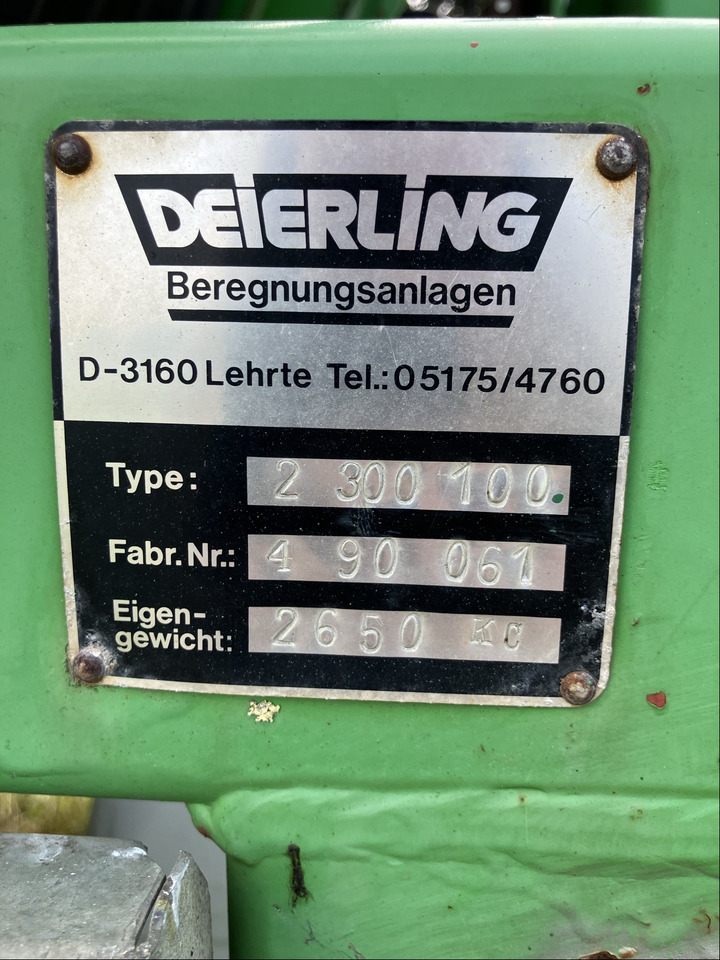 DEiERLiNG
Beregnungsanlagen
D-3160 Lehrte Tel.: 05175/4760
Type: 2 300 100
Fabr.Nr.: 4 90 061
Eigen-
gewicht: 2650 KG